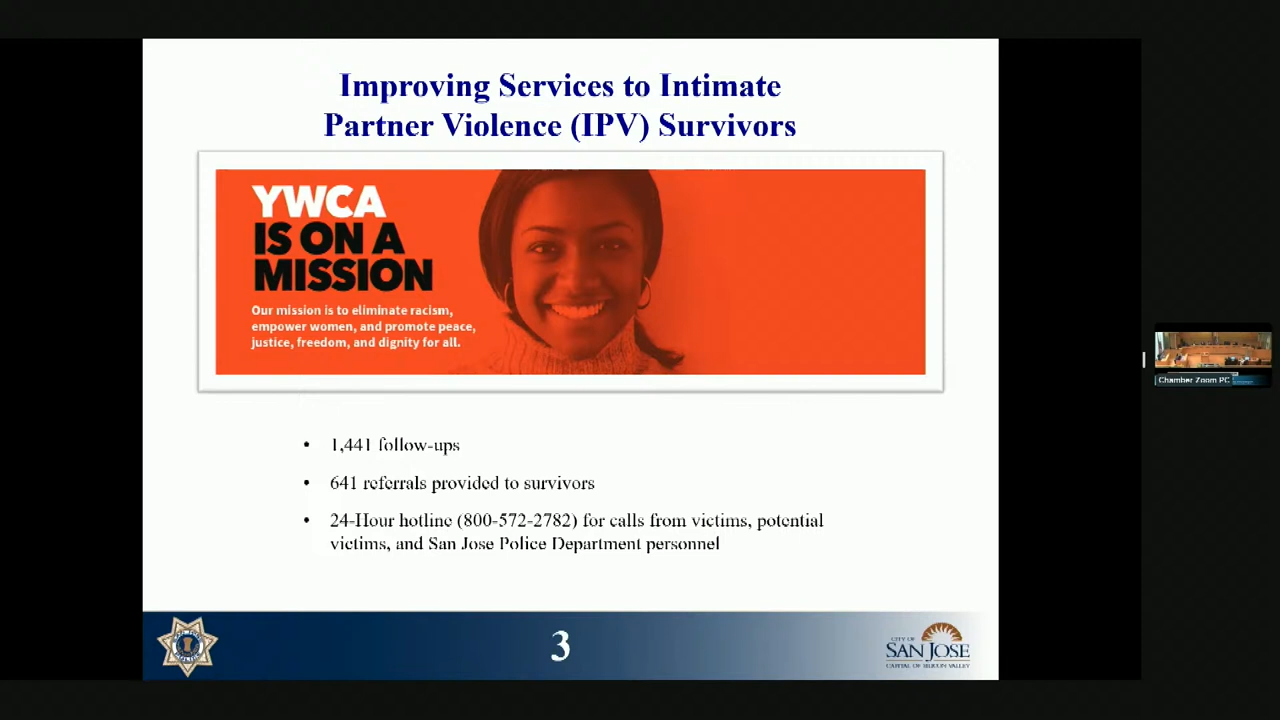 Improving Services to Intimate
Partner Violence (IPV) Survivors
YWCA
IS ON A
MISSION
Our mission is to eliminate racism,
empower women, and promote peace,
justice, freedom, and dignity for all.
• 1,441 follow-ups
• 641 referrals provided to survivors
• 24-Hour hotline (800-572-2782) for calls from victims, potential
victims, and San Jose Police Department personnel
3
CITY OF
SAN JOSE
CAPITAL OF SILICON VALLEY
Chamber Zoom PC